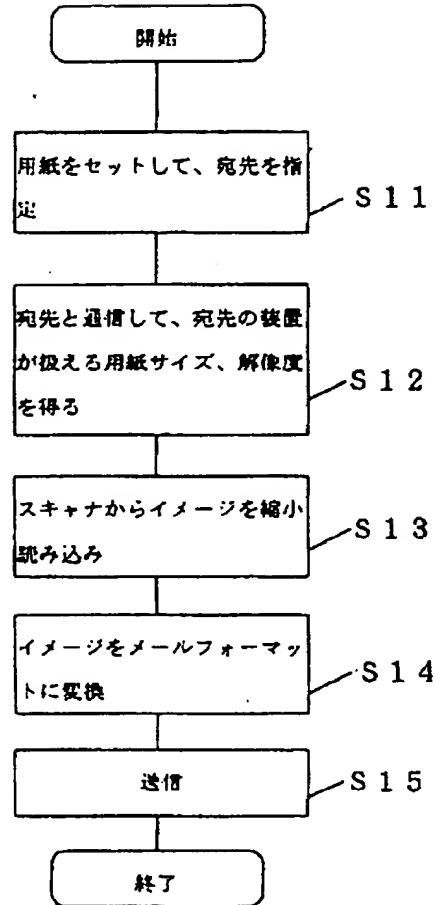 開始
用紙をセットして、宛先を指
定
S11
宛先と通信して、宛先の装置
が扱える用紙サイズ、解像度
を得る
S12
スキャナからイメージを縮小
読み込み
S13
イメージをメールフォーマッ
トに変換
S14
送信
S15
終了